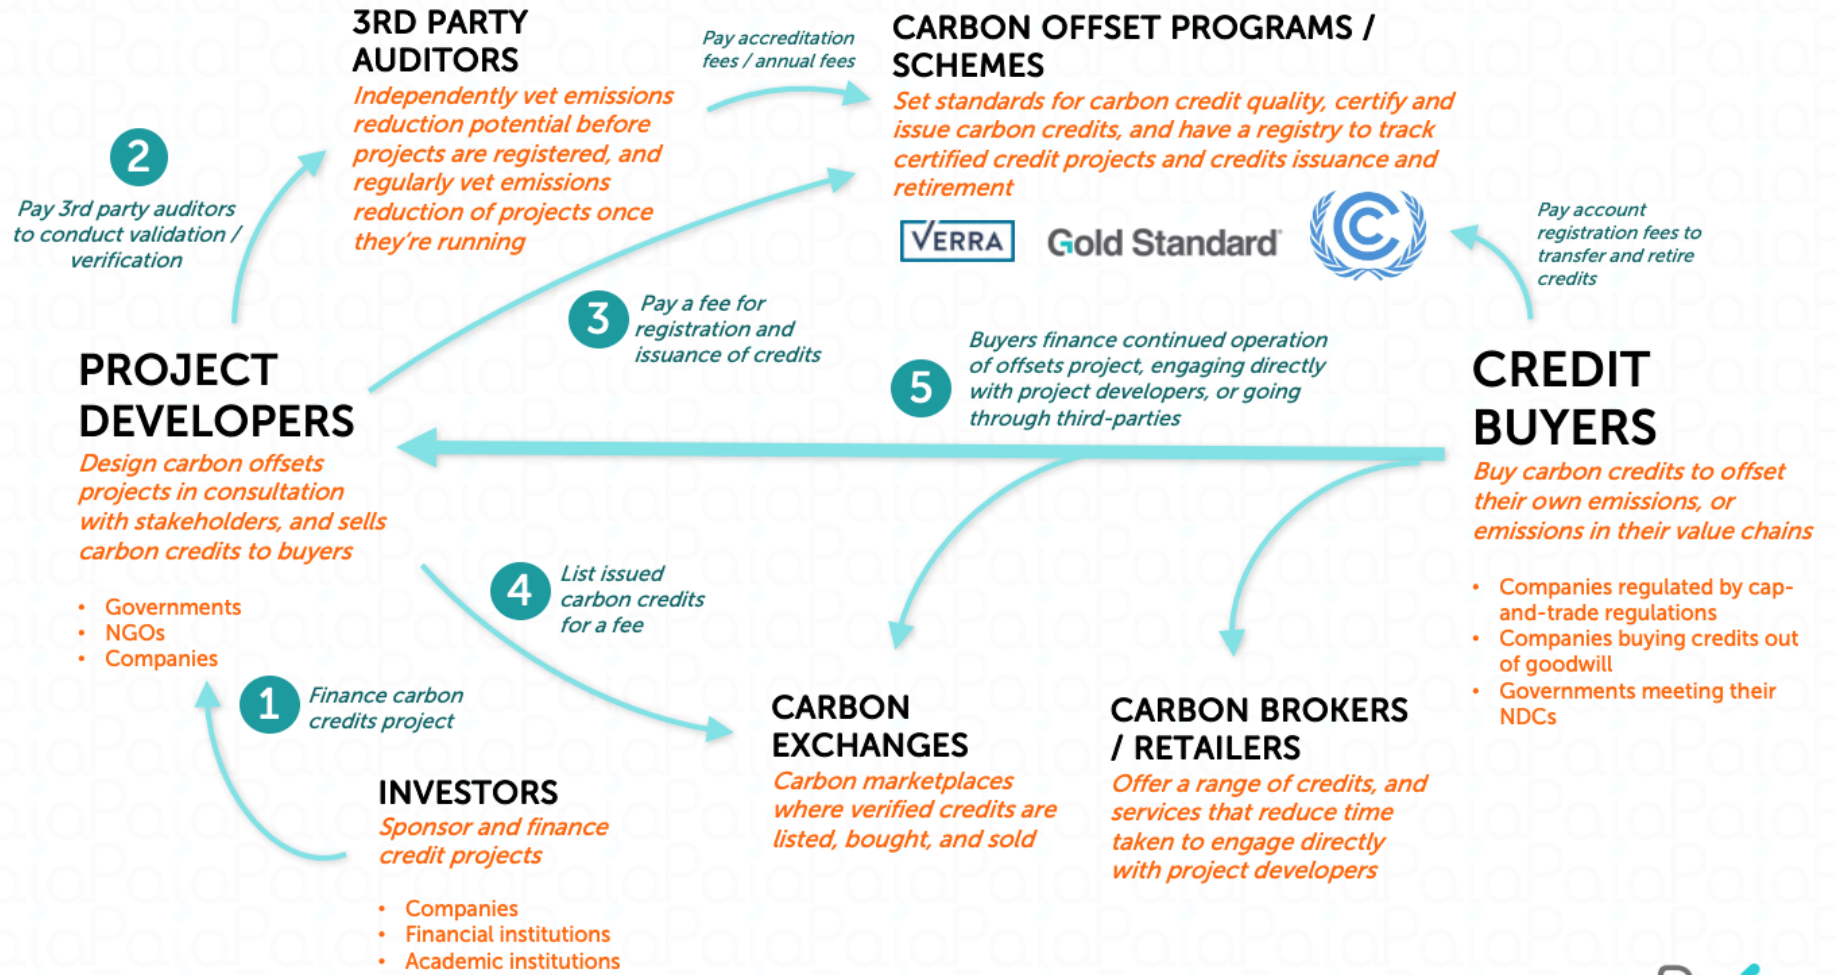 3RD PARTY
AUDITORS
Independently vet emissions
reduction potential before
projects are registered, and
regularly vet emissions
reduction of projects once
they're running
Pay accreditation
fees / annual fees
CARBON OFFSET PROGRAMS /
SCHEMES
Set standards for carbon credit quality, certify and
issue carbon credits, and have a registry to track
certified credit projects and credits issuance and
retirement
VERRA
Gold Standard
2
Pay 3rd party auditors
to conduct validation /
verification
Pay account
registration fees to
transfer and retire
credits
3
Pay a fee for
registration and
issuance of credits
5
Buyers finance continued operation
of offsets project, engaging directly
with project developers, or going
through third-parties
PROJECT
DEVELOPERS
Design carbon offsets
projects in consultation
with stakeholders, and sells
carbon credits to buyers
• Governments
• NGOs
• Companies
CREDIT
BUYERS
Buy carbon credits to offset
their own emissions, or
emissions in their value chains
• Companies regulated by cap-
and-trade regulations
• Companies buying credits out
of goodwill
• Governments meeting their
NDCs
4
List issued
carbon credits
for a fee
1
Finance carbon
credits project
INVESTORS
Sponsor and finance
credit projects
• Companies
• Financial institutions
• Academic institutions
CARBON
EXCHANGES
Carbon marketplaces
where verified credits are
listed, bought, and sold
CARBON BROKERS
/ RETAILERS
Offer a range of credits, and
services that reduce time
taken to engage directly
with project developers